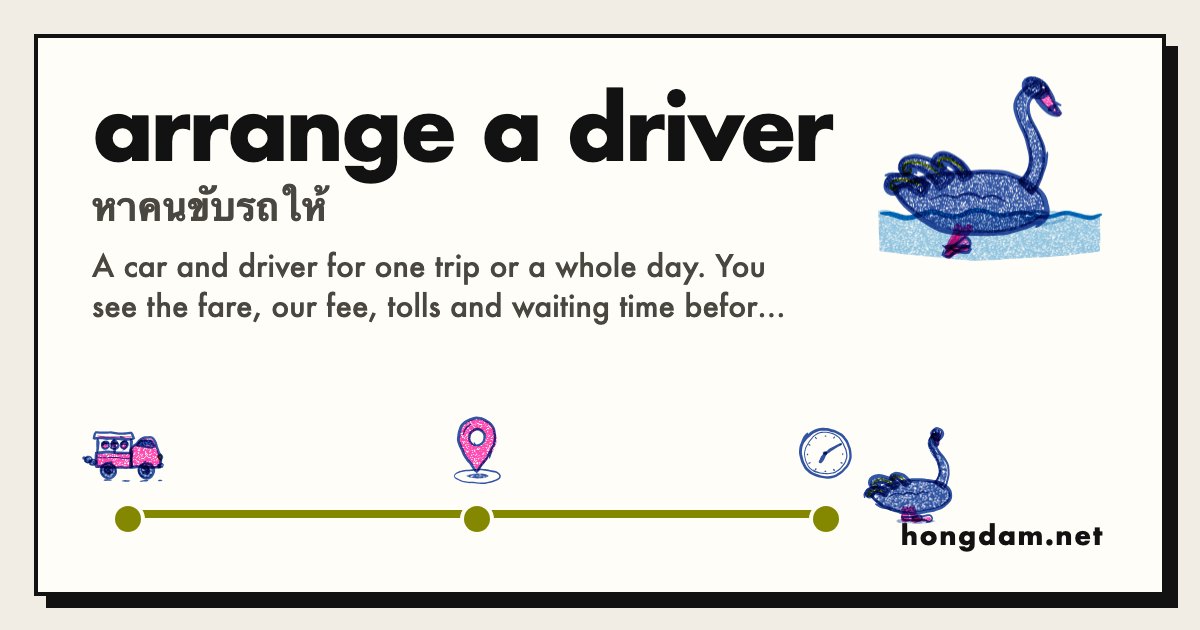 arrange a driver
หาคนขับรถให้
A car and driver for one trip or a whole day. You
see the fare, our fee, tolls and waiting time befor...
hongdam.net